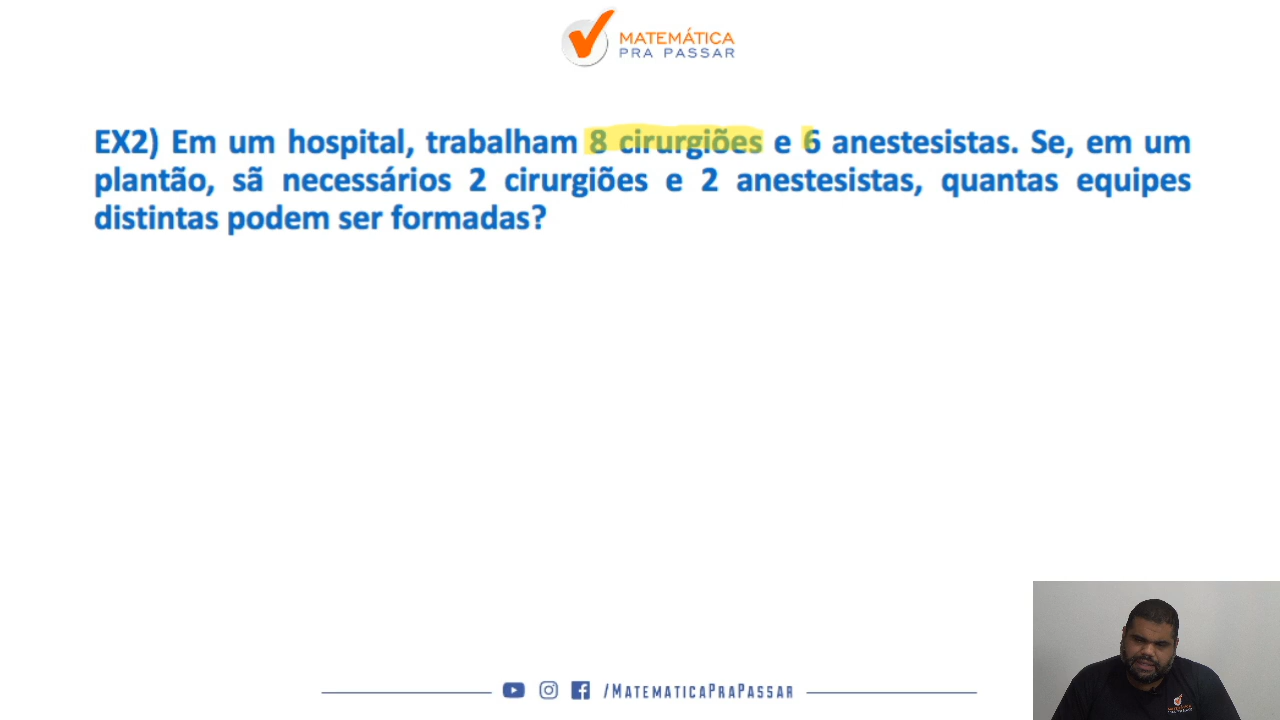 MATEMÁTICA
PRA PASSAR
EX2) Em um hospital, trabalham 8 cirurgiões e 6 anestesistas. Se, em um
plantão, sã necessários 2 cirurgiões e 2 anestesistas, quantas equipes
distintas podem ser formadas?
/MATEMATICAPRAPASSAR
MATEMÁTICA